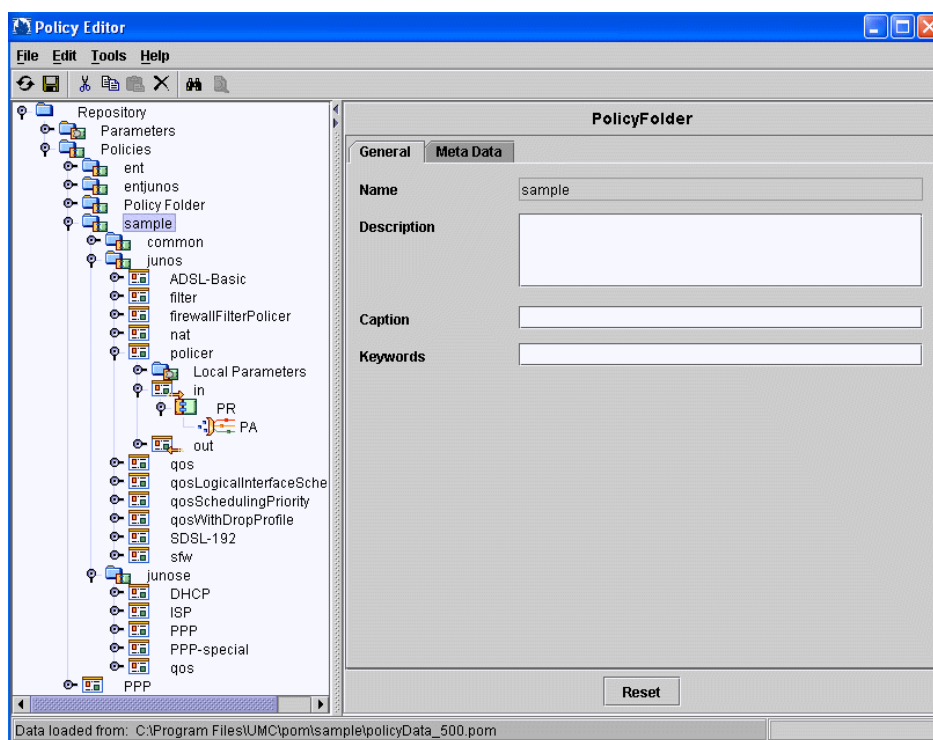 Policy Editor
File Edit Tools Help
Repository
Parameters
Policies
ent
entjunos
Policy Folder
sample
common
junos
ADSL-Basic
filter
firewallFilterPolicer
nat
policer
Local Parameters
in
PR
PA
out
qos
qosLogicalInterfaceSche
qosSchedulingPriority
qosWithDropProfile
SDSL-192
sfw
junose
DHCP
ISP
PPP
PPP-special
qos
PPP
PolicyFolder
General Meta Data
Name sample
Description
Caption
Keywords
Reset
Data loaded from: C:\Program Files\UMC\pom\sample\policyData_500.pom